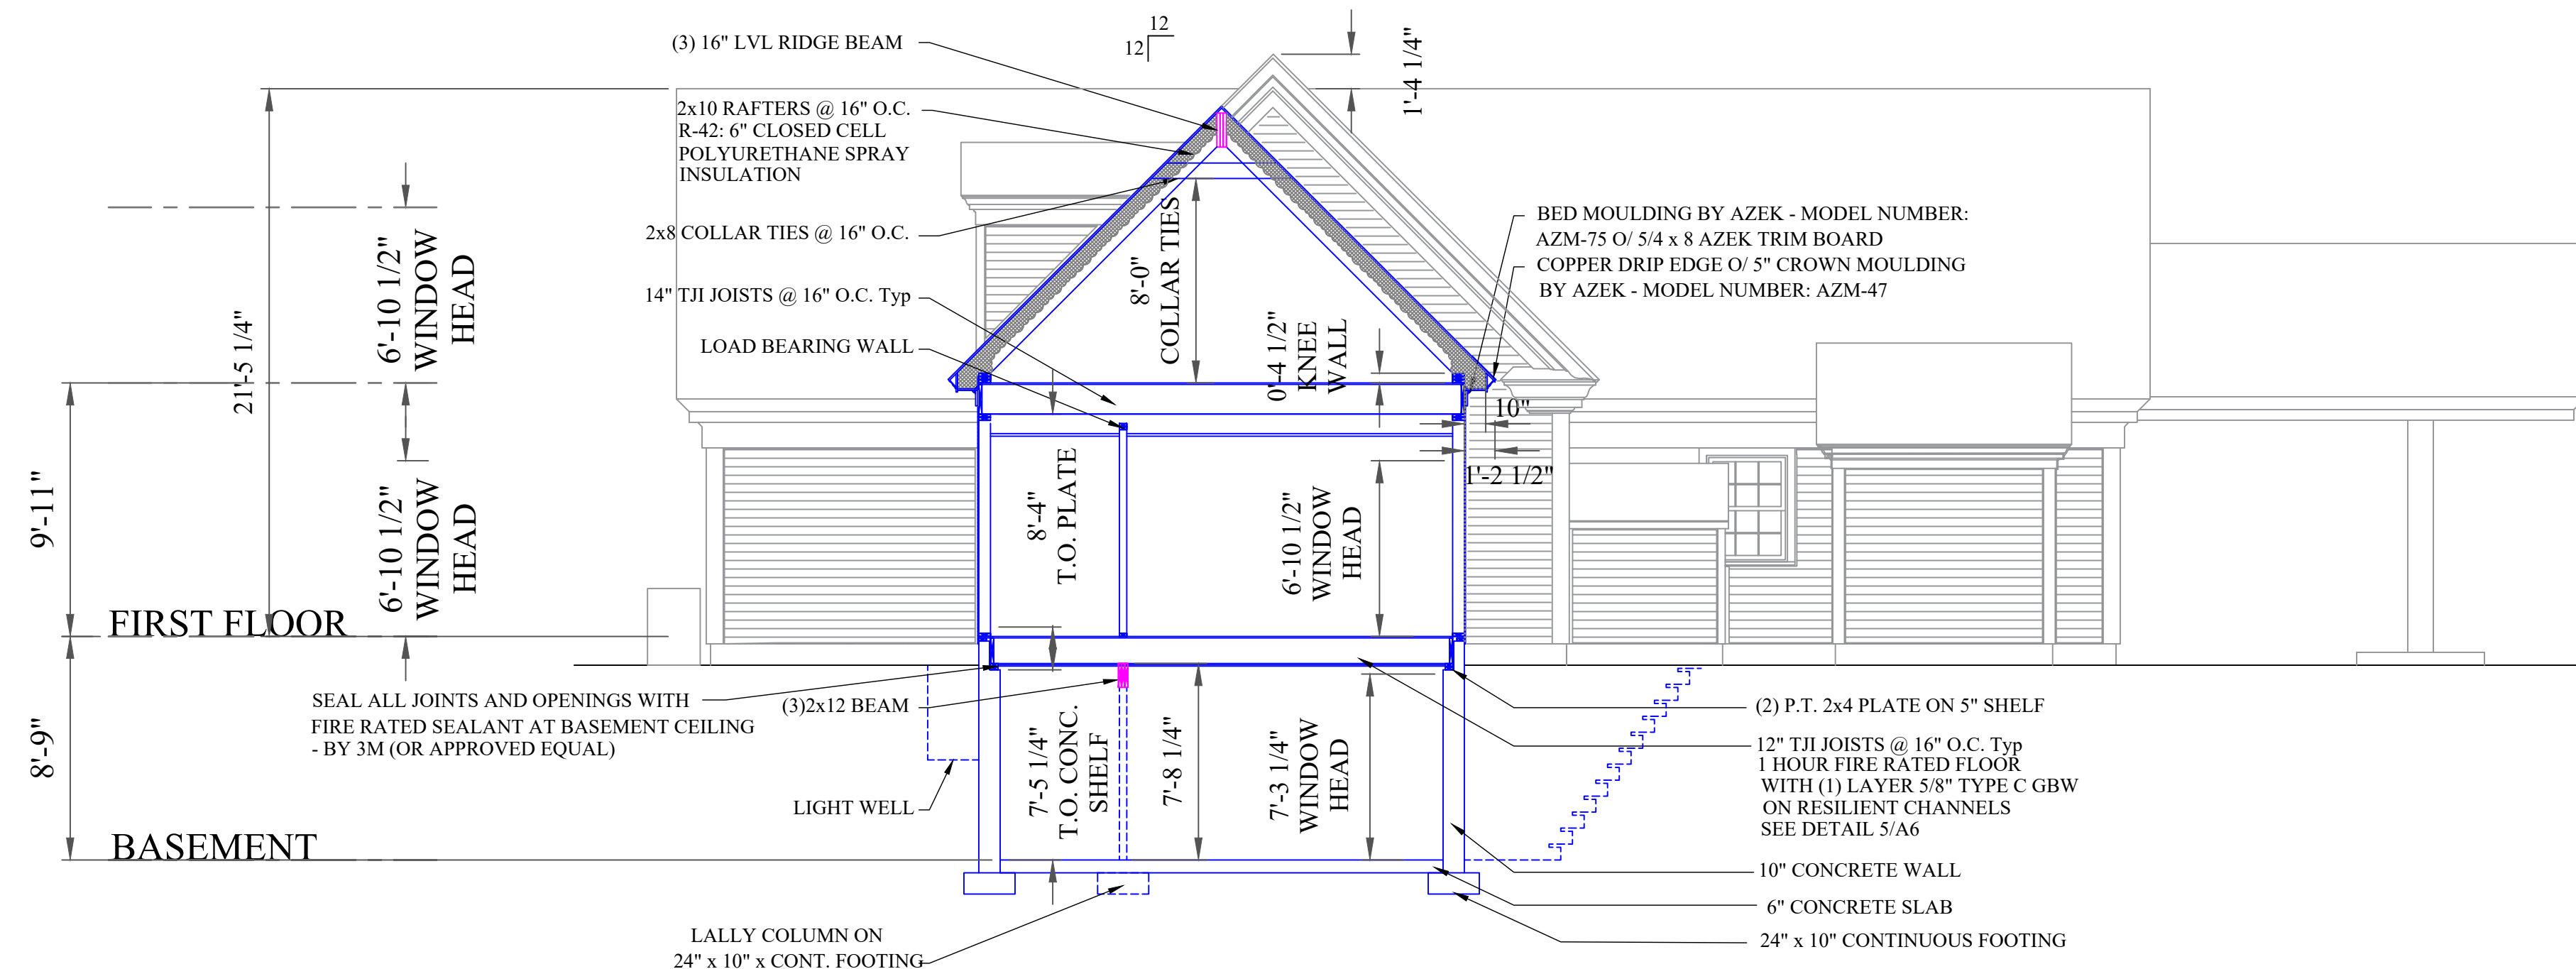 12
12
(3) 16" LVL RIDGE BEAM
1'-4 1/4"
2x10 RAFTERS @ 16" O.C.
R-42: 6" CLOSED CELL
POLYURETHANE SPRAY
INSULATION
2x8 COLLAR TIES @ 16" O.C.
14" TJI JOISTS @ 16" O.C. Typ
LOAD BEARING WALL
BED MOULDING BY AZEK - MODEL NUMBER:
AZM-75 O/ 5/4 x 8 AZEK TRIM BOARD
COPPER DRIP EDGE O/ 5" CROWN MOULDING
BY AZEK - MODEL NUMBER: AZM-47
8'-0"
COLLAR TIES
0'-4 1/2"
KNEE
WALL
21'-5 1/4"
6'-10 1/2"
WINDOW
HEAD
9'-11"
6'-10 1/2"
WINDOW
HEAD
10"
1'-2 1/2"
8'-4"
T.O. PLATE
6'-10 1/2"
WINDOW
HEAD
FIRST FLOOR
8'-9"
SEAL ALL JOINTS AND OPENINGS WITH
FIRE RATED SEALANT AT BASEMENT CEILING
- BY 3M (OR APPROVED EQUAL)
(3)2x12 BEAM
LIGHT WELL
7'-5 1/4"
T.O. CONC.
SHELF
7'-8 1/4"
7'-3 1/4"
WINDOW
HEAD
(2) P.T. 2x4 PLATE ON 5" SHELF
12" TJI JOISTS @ 16" O.C. Typ
1 HOUR FIRE RATED FLOOR
WITH (1) LAYER 5/8" TYPE C GBW
ON RESILIENT CHANNELS
SEE DETAIL 5/A6
BASEMENT
10" CONCRETE WALL
6" CONCRETE SLAB
24" x 10" CONTINUOUS FOOTING
LALLY COLUMN ON
24" x 10" x CONT. FOOTING